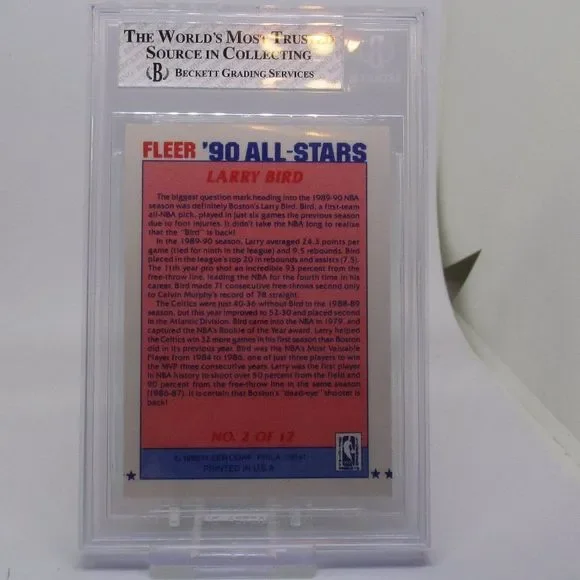 THE WORLD'S MOST TRUSTED
SOURCE IN COLLECTING
B BECKETT GRADING SERVICES
FLEER '90 ALL-STARS
LARRY BIRD
The biggest question mark heading into the 1989-90 NBA
season was definitely Boston's Larry Bird. Bird, a first-team
all-NBA pick, played in just six games the previous season
due to foot injuries. It didn't take the NBA long to realize
that the "Bird" is back!
In the 1989-90 season, Larry averaged 24.3 points per
game (tied for ninth in the league) and 9.5 rebounds. Bird
placed in the league's top 20 in rebounds and assists (7.5).
The 11th year pro shot an incredible 93 percent from the
free-throw line, leading the NBA for the fourth time in his
career. Bird made 71 consecutive free-throws second only
to Calvin Murphy's record of 78 straight.
The Celtics were just 40-36 without Bird in the 1988-89
season, but this year improved to 52-30 and placed second
in the Atlantic Division. Bird came into the NBA in 1979, and
captured the NBA's Rookie of the Year award. Larry helped
the Celtics win 32 more games in his first season than Boston
did in its previous year. Bird was the NBA's Most Valuable
Player from 1984 to 1986, one of just three players to win
the MVP three consecutive years. Larry was the first player
in NBA history to shoot over 50 percent from the field and
90 percent from the free-throw line in the same season
(1986-87). It is certain that Boston's "dead-eye" shooter is
back!
NO. 2 OF 12
PRINTED IN U.S.A.
NBA